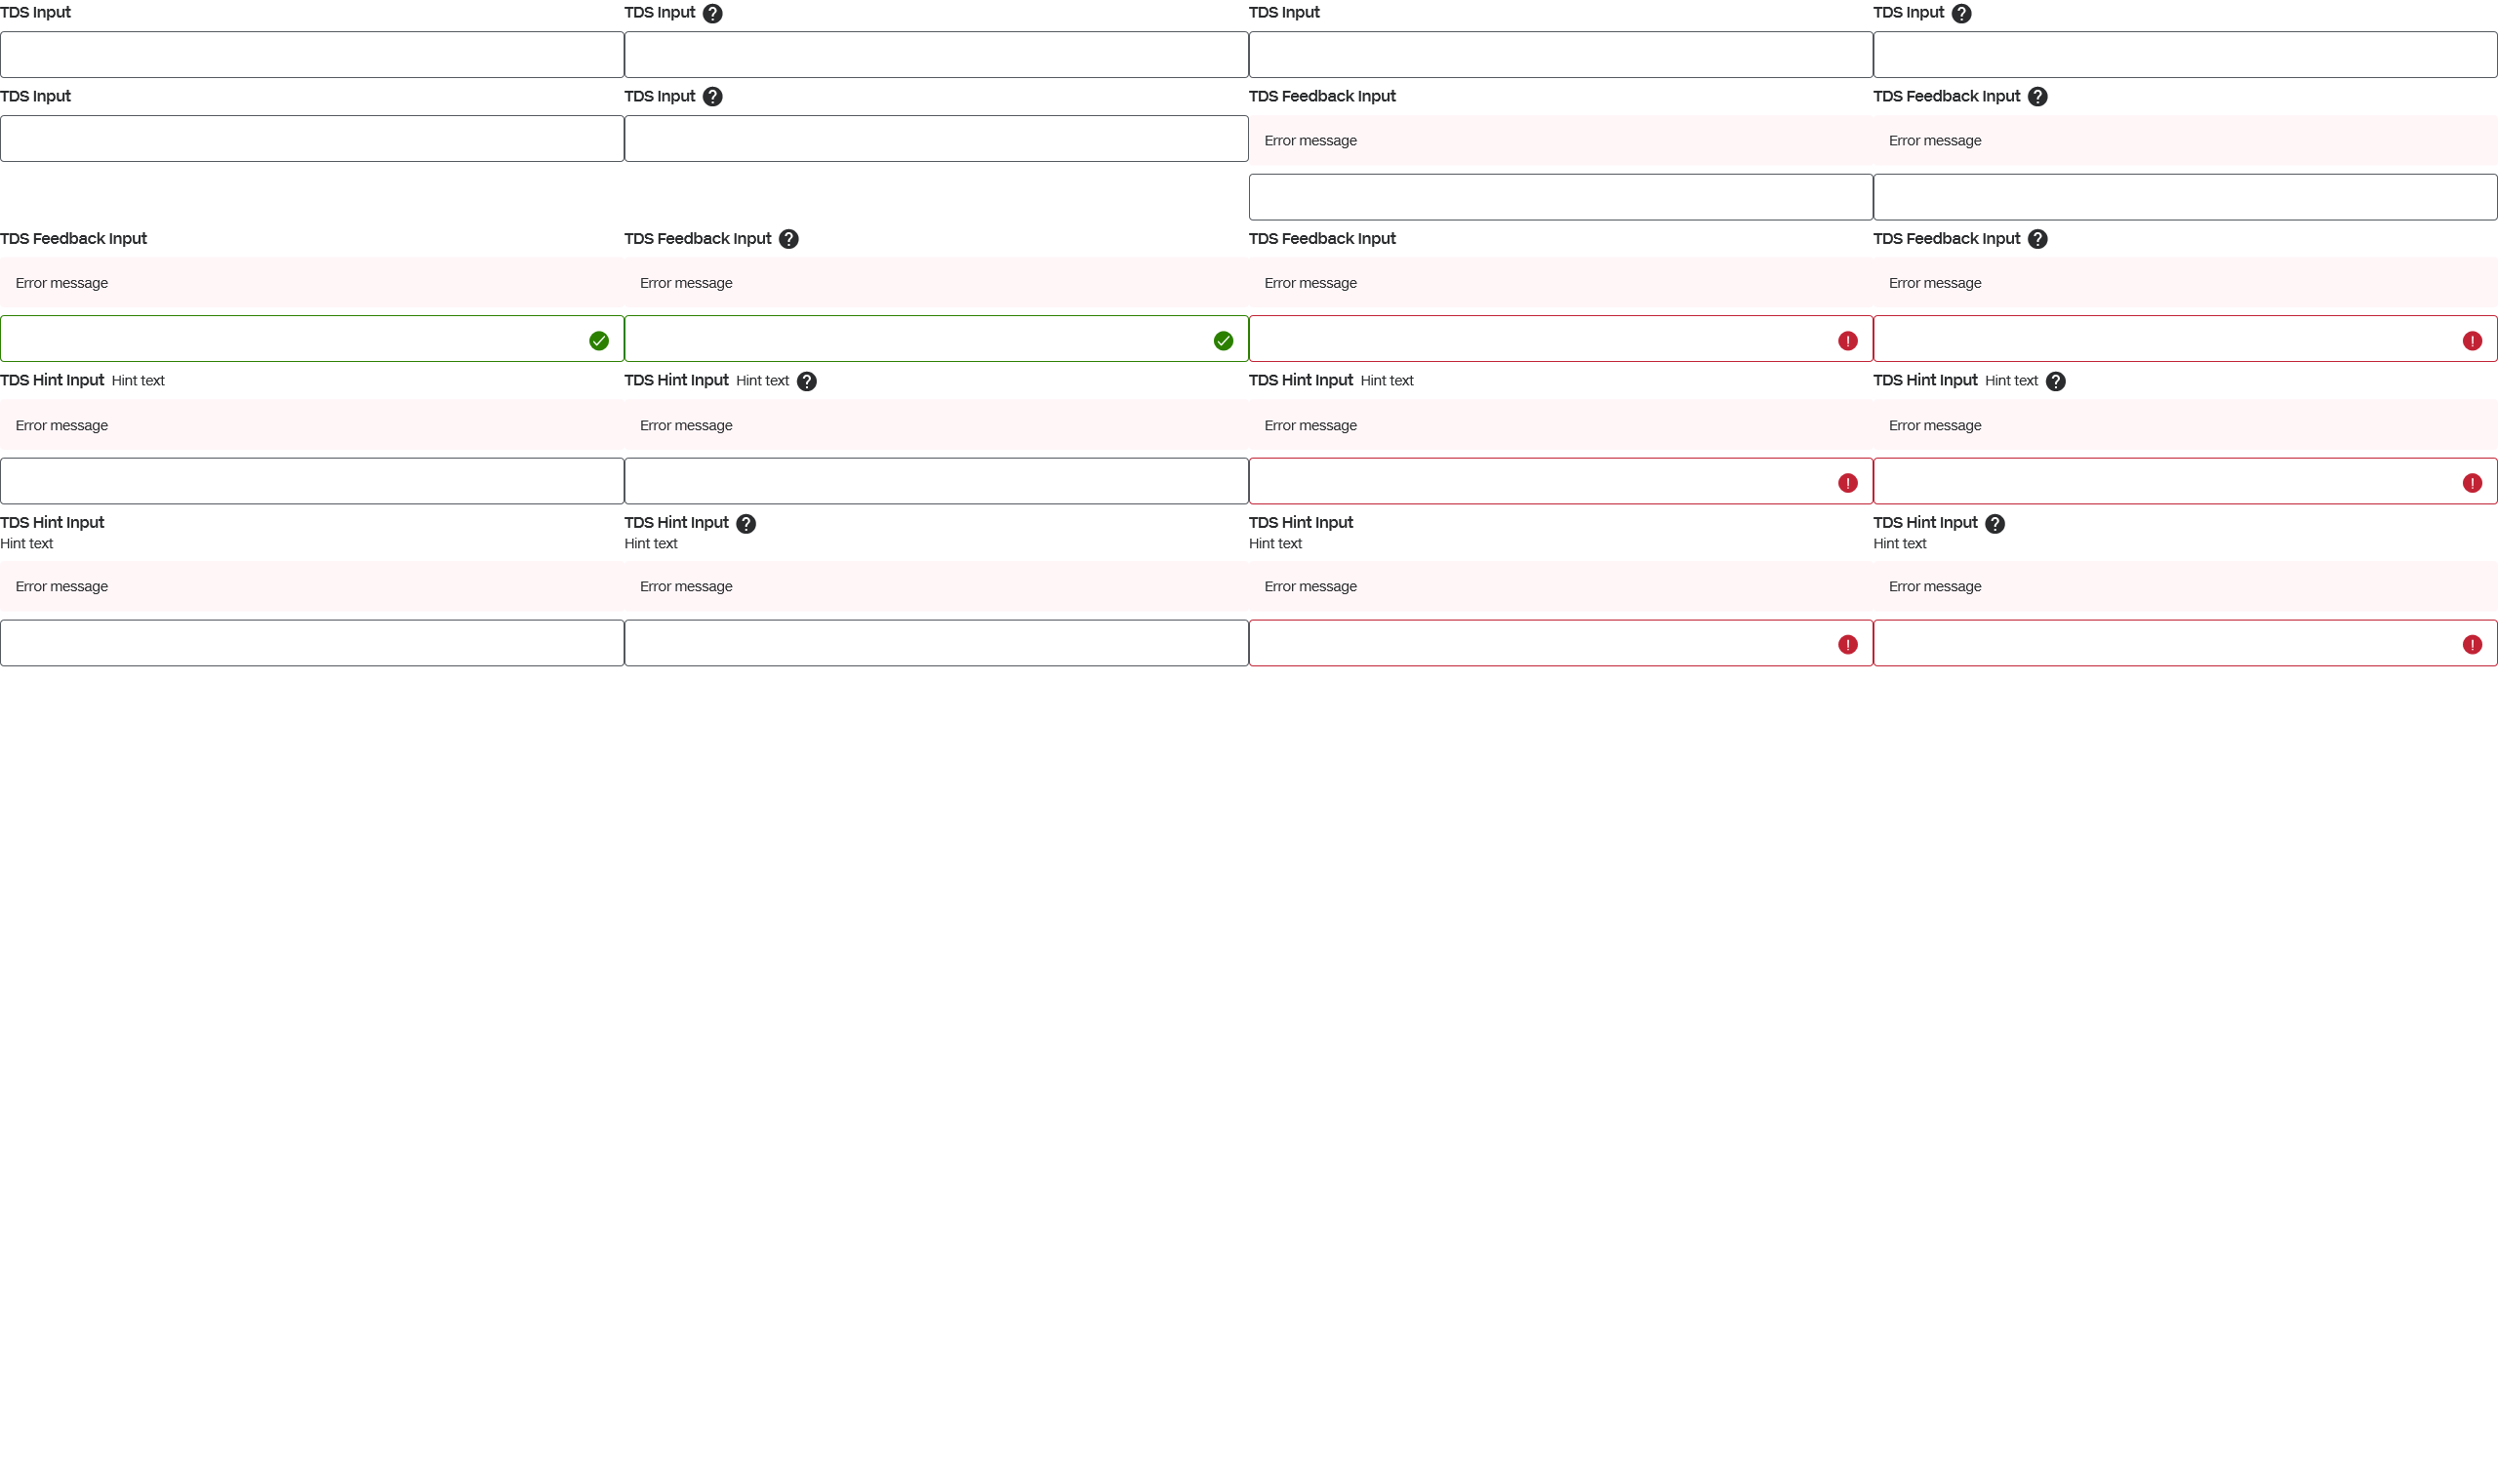 TDS Input TDS Input TDS Input TDS Input
TDS Input TDS Input TDS Feedback Input TDS Feedback Input
Error message Error message
TDS Feedback Input TDS Feedback Input TDS Feedback Input TDS Feedback Input
Error message Error message Error message Error message
TDS Hint Input Hint text TDS Hint Input Hint text TDS Hint Input Hint text TDS Hint Input Hint text
Error message Error message Error message Error message
TDS Hint Input TDS Hint Input TDS Hint Input TDS Hint Input
Hint text Hint text Hint text Hint text
Error message Error message Error message Error message